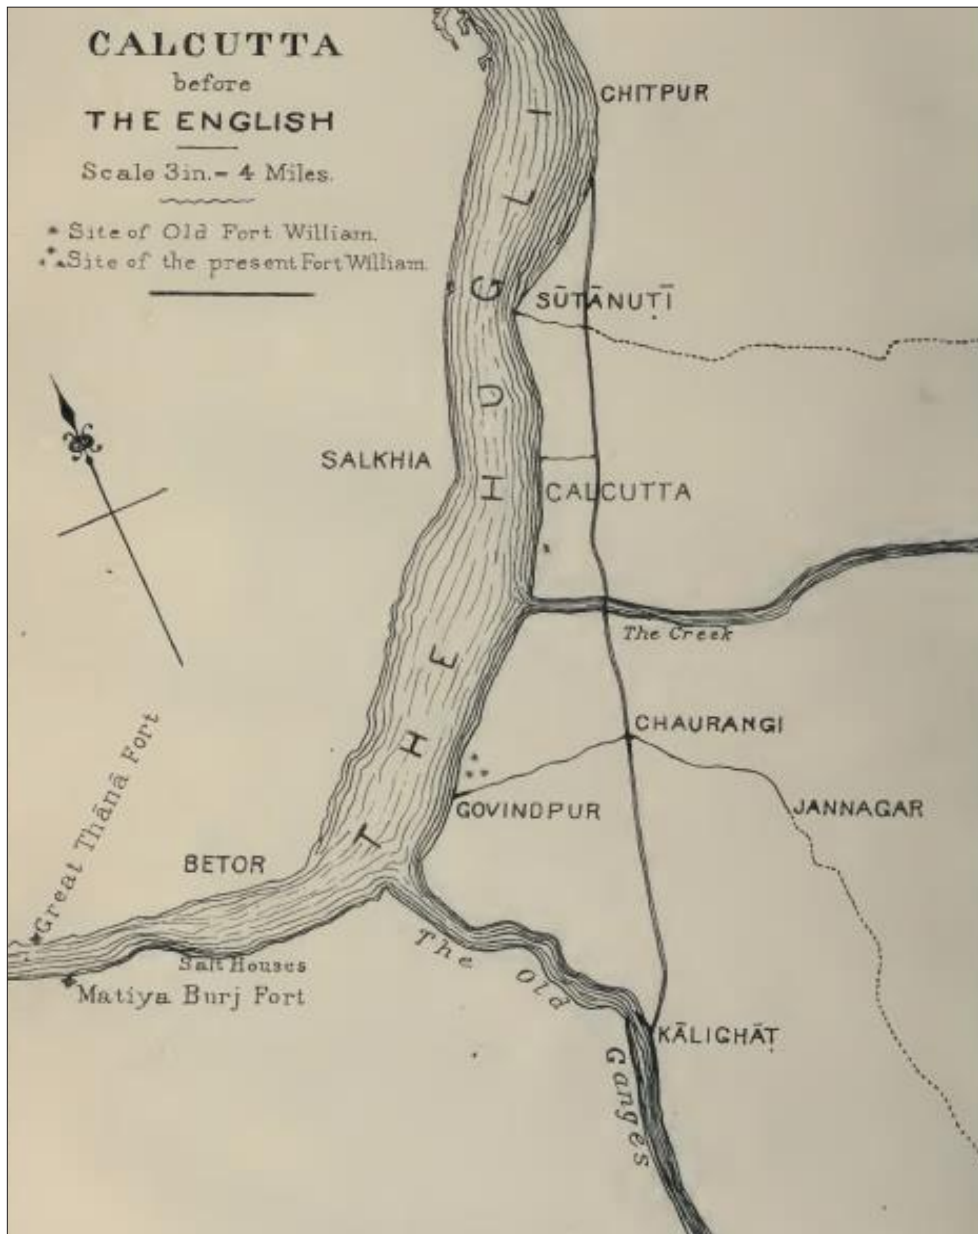 CALCUTTA
before
THE ENGLISH
Scale 3in. = 4 Miles.
* Site of Old Fort William.
Site of the present Fort William.
CHITPUR
SŪTĀNUṬĪ
SALKHIA
CALCUTTA
THE HUGLI
The Creek
CHAURANGI
GOVINDPUR
JANNAGAR
Great Thānā Fort
BETOR
Salt Houses
Matiya Burj Fort
The Old Ganges
KĀLIGHĀṬ